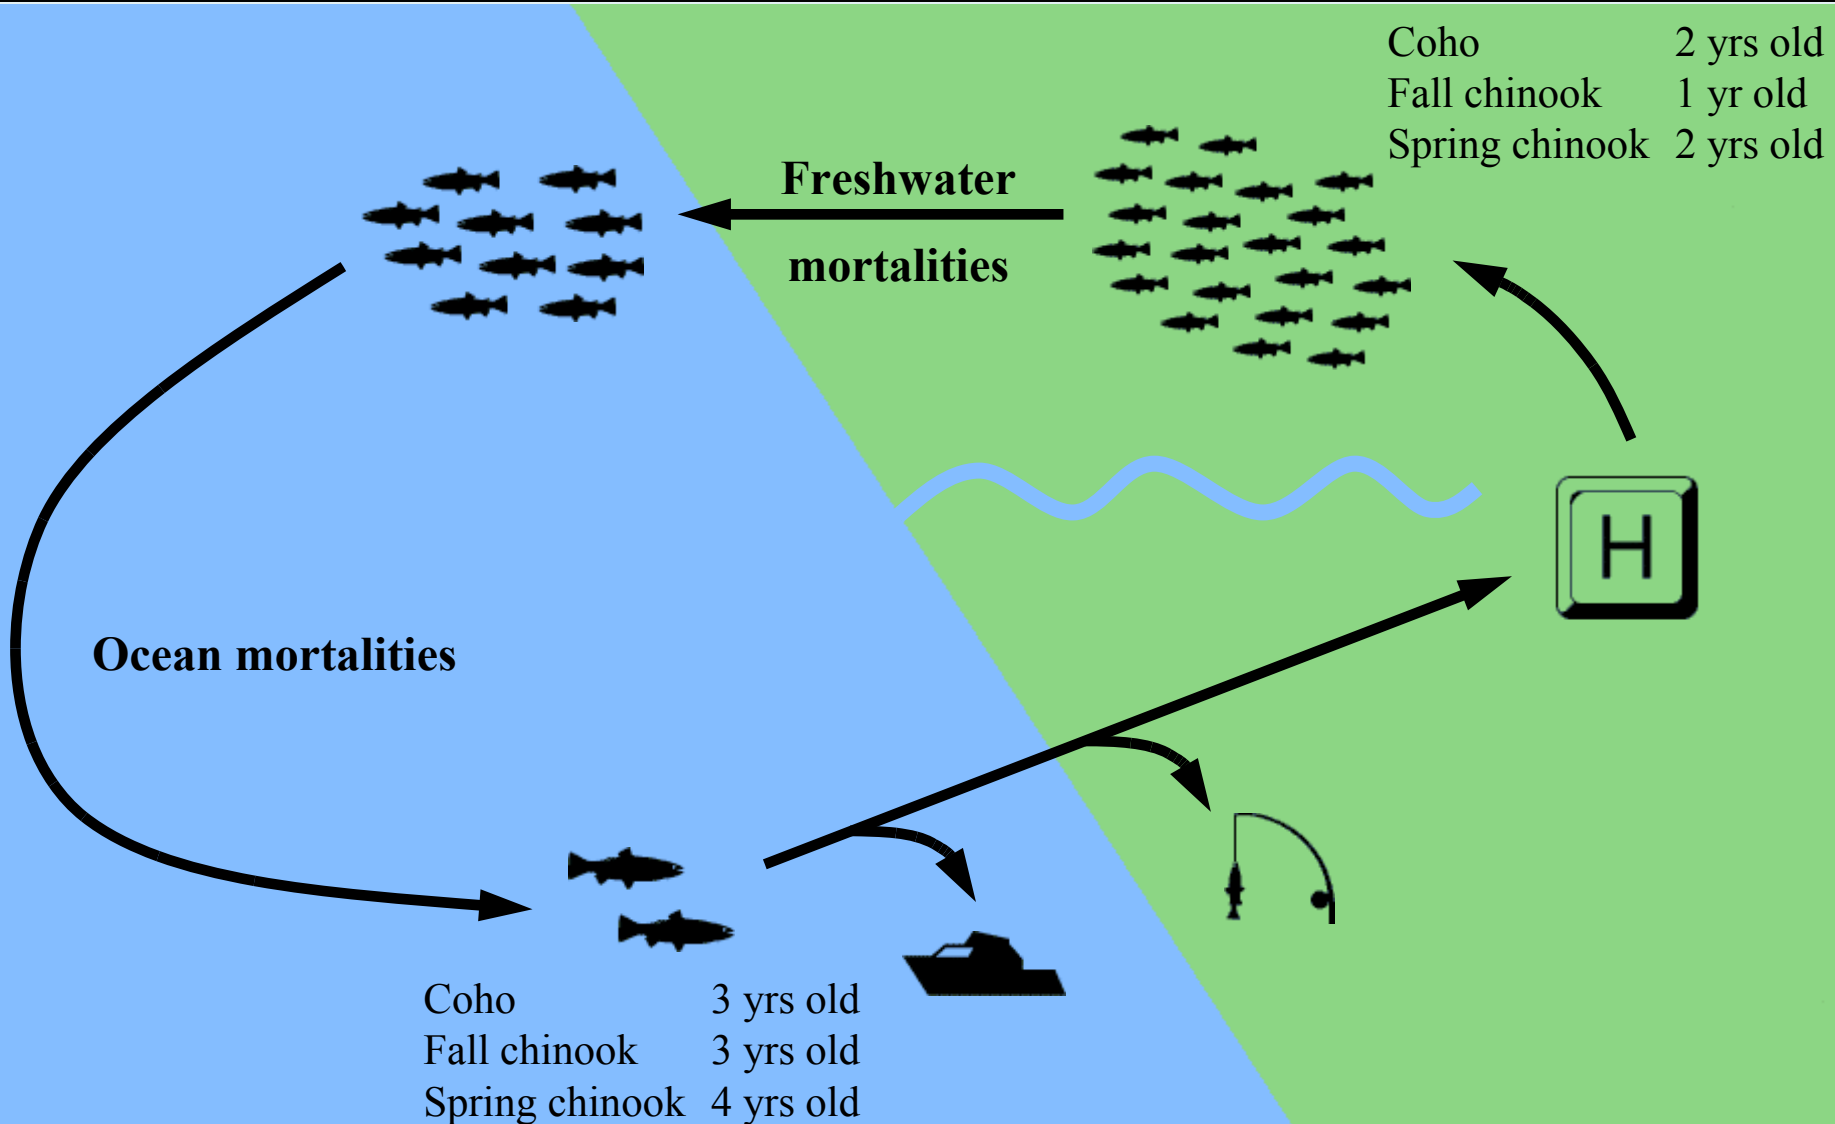 Coho 2 yrs old
Fall chinook 1 yr old
Spring chinook 2 yrs old
Freshwater
mortalities
H
Ocean mortalities
Coho 3 yrs old
Fall chinook 3 yrs old
Spring chinook 4 yrs old